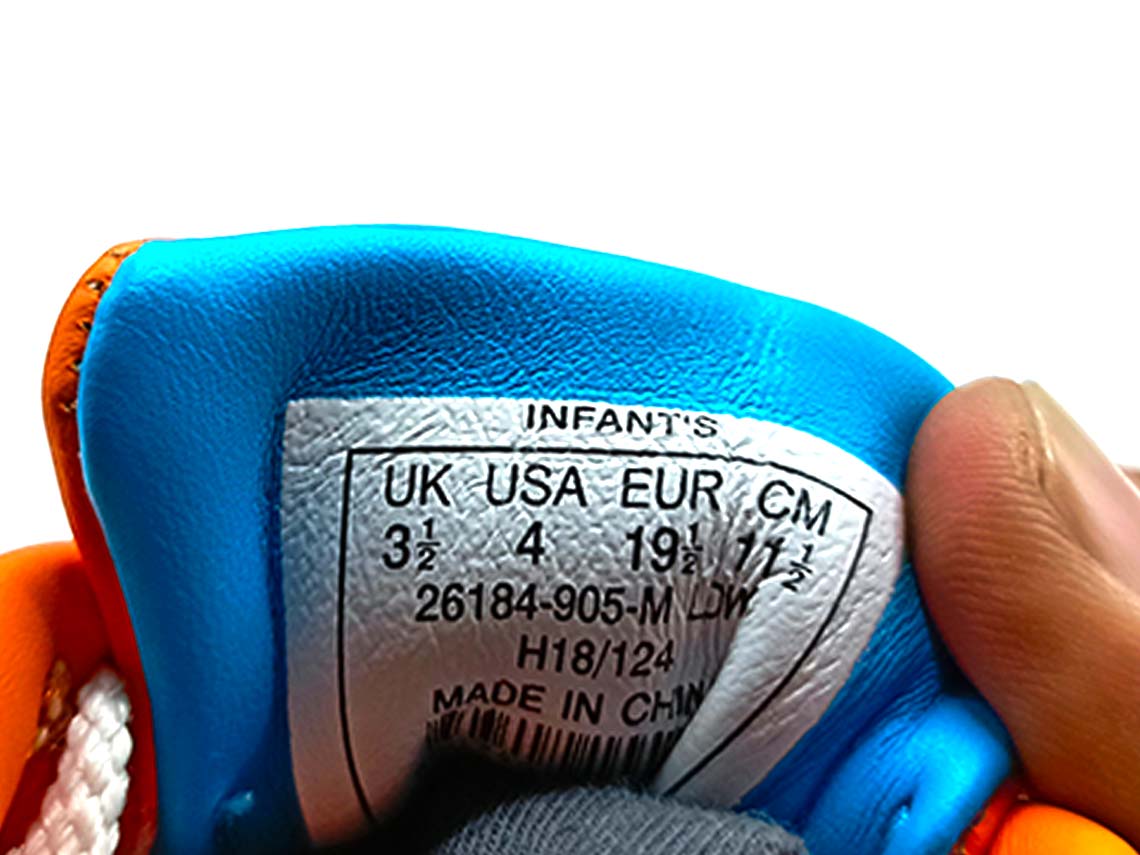 INFANT'S
UK USA EUR CM
3½ 4 19½ 11½
26184-905-M LDW
H18/124
MADE IN CHIN